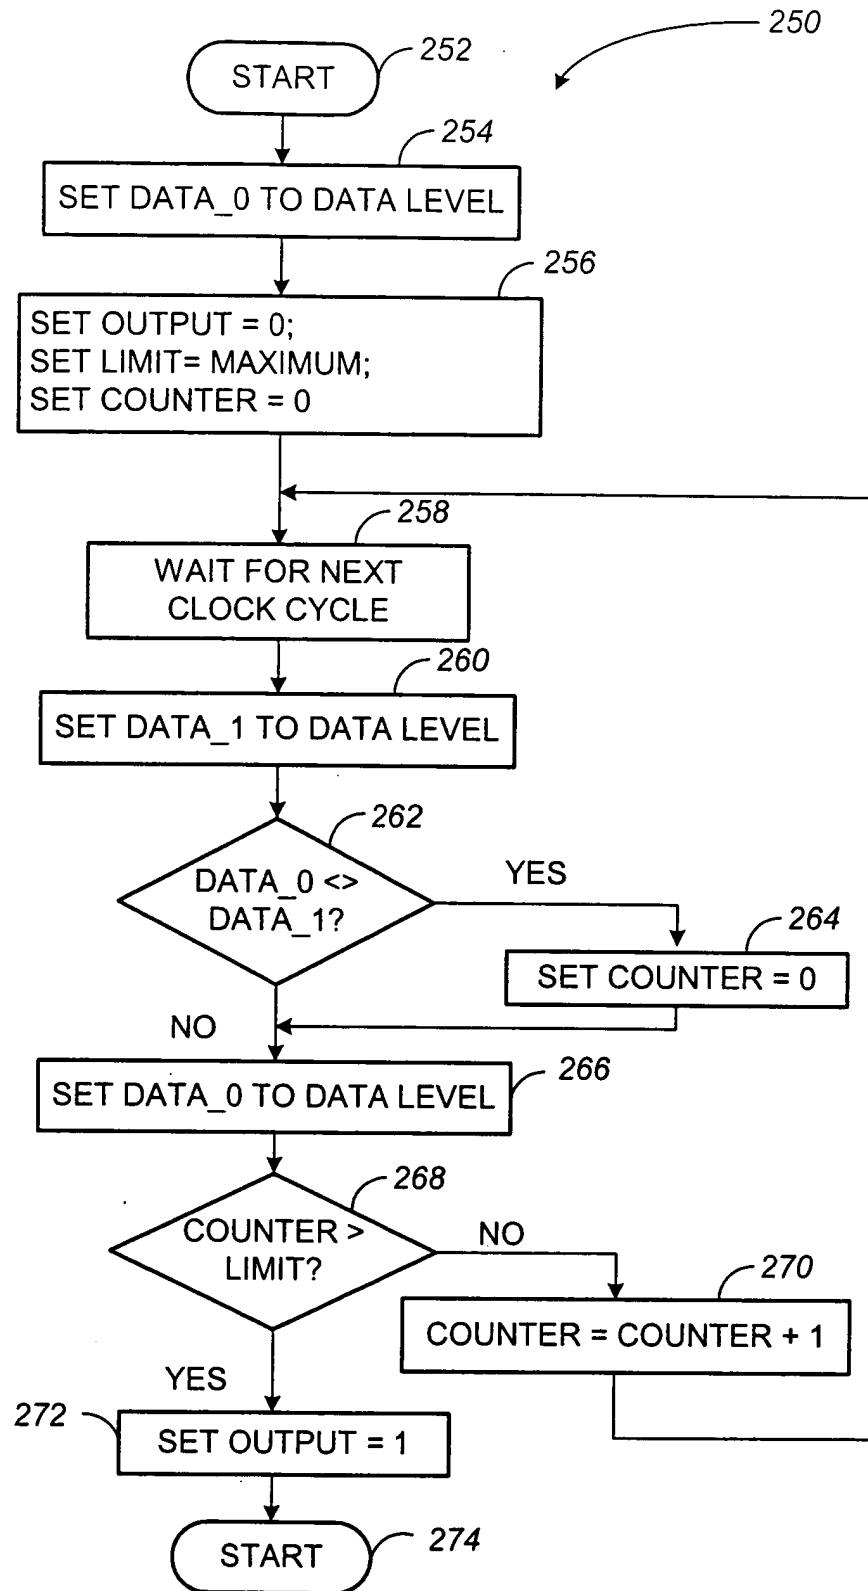 250
START
252
254
SET DATA_0 TO DATA LEVEL
256
SET OUTPUT = 0;
SET LIMIT= MAXIMUM;
SET COUNTER = 0
258
WAIT FOR NEXT
CLOCK CYCLE
260
SET DATA_1 TO DATA LEVEL
262
DATA_0 <>
DATA_1?
YES
264
SET COUNTER = 0
NO
SET DATA_0 TO DATA LEVEL
266
268
COUNTER >
LIMIT?
NO
270
COUNTER = COUNTER + 1
YES
272
SET OUTPUT = 1
START
274